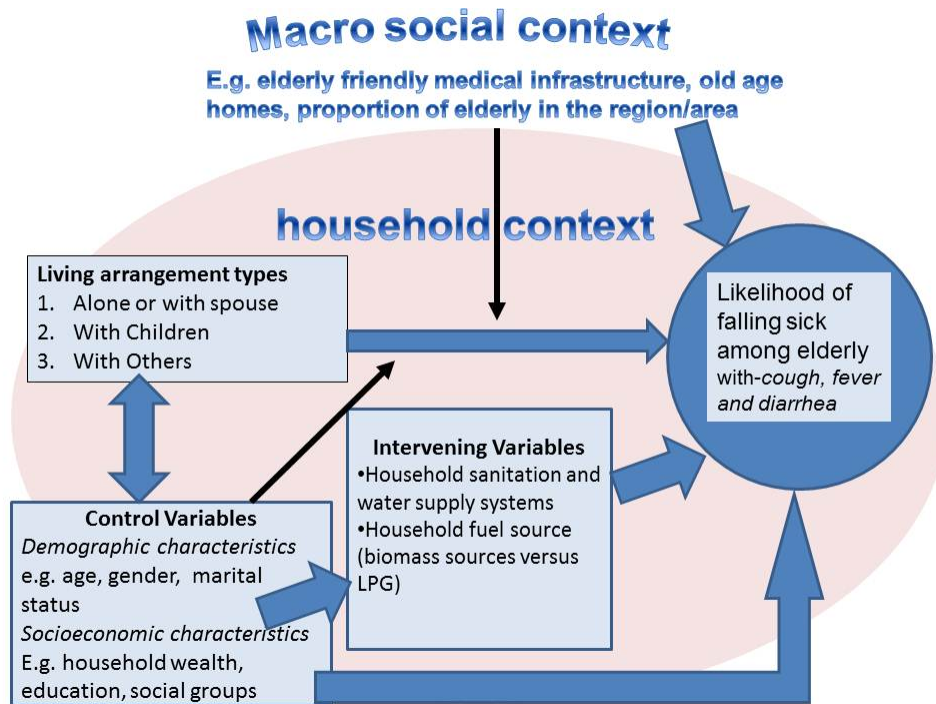 Macro social context
E.g. elderly friendly medical infrastructure, old age
homes, proportion of elderly in the region/area
household context
Living arrangement types
1. Alone or with spouse
2. With Children
3. With Others
Likelihood of
falling sick
among elderly
with-cough, fever
and diarrhea
Intervening Variables
•Household sanitation and
water supply systems
•Household fuel source
(biomass sources versus
LPG)
Control Variables
Demographic characteristics
e.g. age, gender, marital
status
Socioeconomic characteristics
E.g. household wealth,
education, social groups